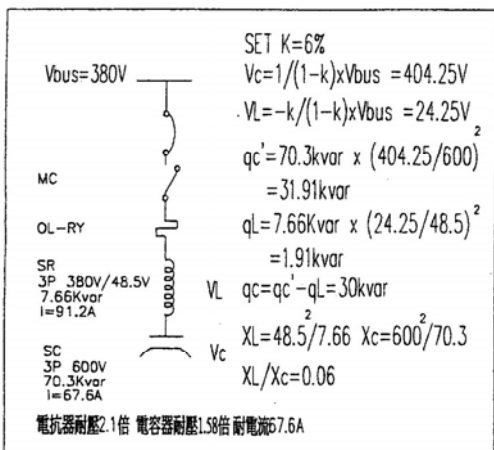 SET K=6%
Vbus=380V
Vc=1/(1-k)xVbus =404.25V
VL=-k/(1-k)xVbus =24.25V
qc'=70.3kvar x (404.25/600)²
=31.91kvar
MC
OL-RY
qL=7.66Kvar x (24.25/48.5)²
=1.91kvar
SR
3P 380V/48.5V
7.66Kvar
I=91.2A
VL
qc=qc'-qL=30kvar
XL=48.5²/7.66 Xc=600²/70.3
XL/Xc=0.06
Vc
SC
3P 600V
70.3Kvar
I=67.6A
電抗器耐壓2.1倍 電容器耐壓1.58倍 耐電流67.6A